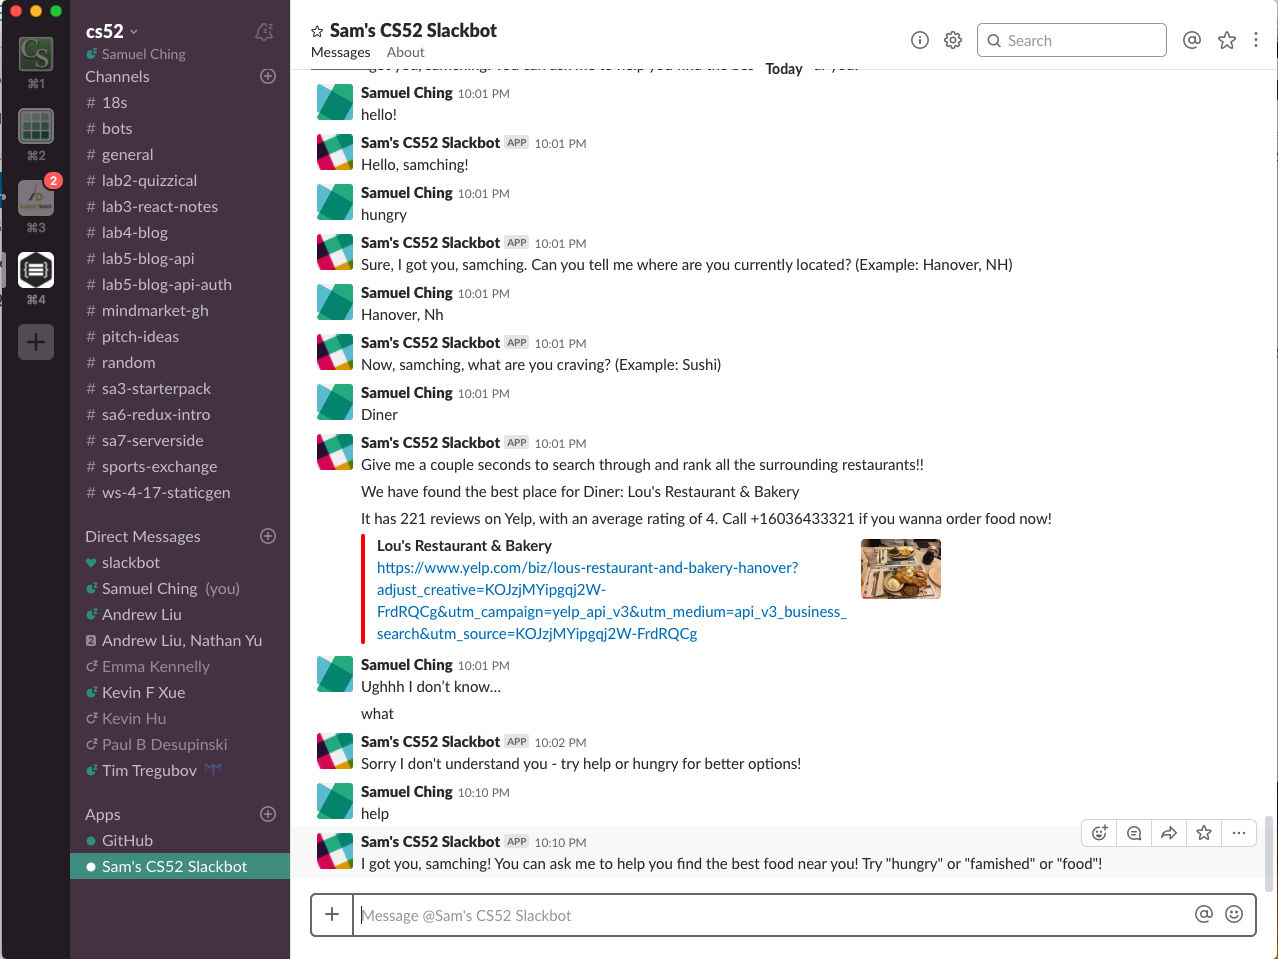 cs52
Samuel Ching
⌘1
⌘2
2
⌘3
⌘4
Channels
# 18s
# bots
# general
# lab2-quizzical
# lab3-react-notes
# lab4-blog
# lab5-blog-api
# lab5-blog-api-auth
# mindmarket-gh
# pitch-ideas
# random
# sa3-starterpack
# sa6-redux-intro
# sa7-serverside
# sports-exchange
# ws-4-17-staticgen
Direct Messages
slackbot
Samuel Ching (you)
Andrew Liu
2 Andrew Liu, Nathan Yu
Emma Kennelly
Kevin F Xue
Kevin Hu
Paul B Desupinski
Tim Tregubov
Apps
GitHub
Sam's CS52 Slackbot
Sam's CS52 Slackbot
Messages About
Search
Today
Samuel Ching 10:01 PM
hello!
Sam's CS52 Slackbot APP 10:01 PM
Hello, samching!
Samuel Ching 10:01 PM
hungry
Sam's CS52 Slackbot APP 10:01 PM
Sure, I got you, samching. Can you tell me where are you currently located? (Example: Hanover, NH)
Samuel Ching 10:01 PM
Hanover, Nh
Sam's CS52 Slackbot APP 10:01 PM
Now, samching, what are you craving? (Example: Sushi)
Samuel Ching 10:01 PM
Diner
Sam's CS52 Slackbot APP 10:01 PM
Give me a couple seconds to search through and rank all the surrounding restaurants!!
We have found the best place for Diner: Lou's Restaurant & Bakery
It has 221 reviews on Yelp, with an average rating of 4. Call +16036433321 if you wanna order food now!
Lou's Restaurant & Bakery
https://www.yelp.com/biz/lous-restaurant-and-bakery-hanover?
adjust_creative=KOJzjMYipgqj2W-
FrdRQCg&utm_campaign=yelp_api_v3&utm_medium=api_v3_business_
search&utm_source=KOJzjMYipgqj2W-FrdRQCg
Samuel Ching 10:01 PM
Ughhh I don’t know...
what
Sam's CS52 Slackbot APP 10:02 PM
Sorry I don't understand you - try help or hungry for better options!
Samuel Ching 10:10 PM
help
Sam's CS52 Slackbot APP 10:10 PM
I got you, samching! You can ask me to help you find the best food near you! Try "hungry" or "famished" or "food"!
Message @Sam's CS52 Slackbot